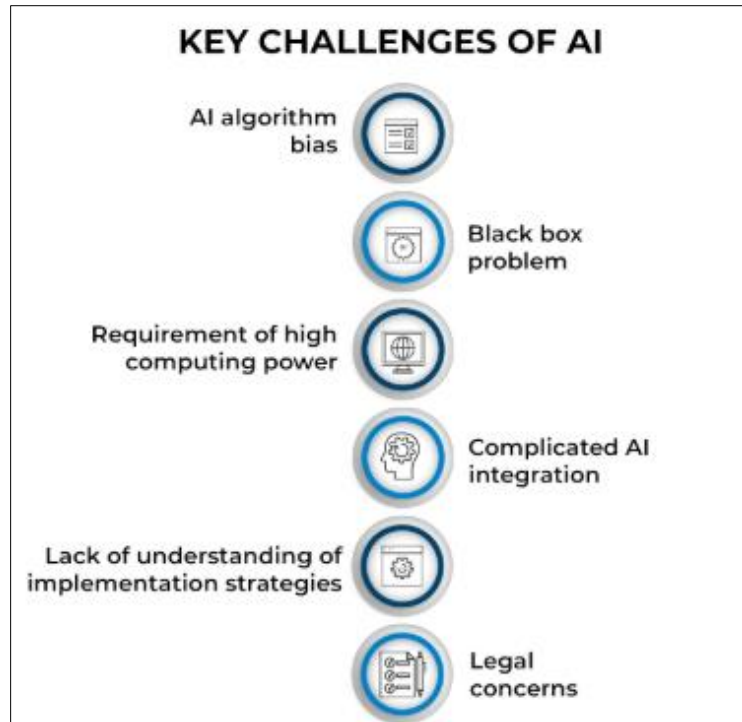 KEY CHALLENGES OF AI
AI algorithm
bias
Black box
problem
Requirement of high
computing power
Complicated AI
integration
Lack of understanding of
implementation strategies
Legal
concerns